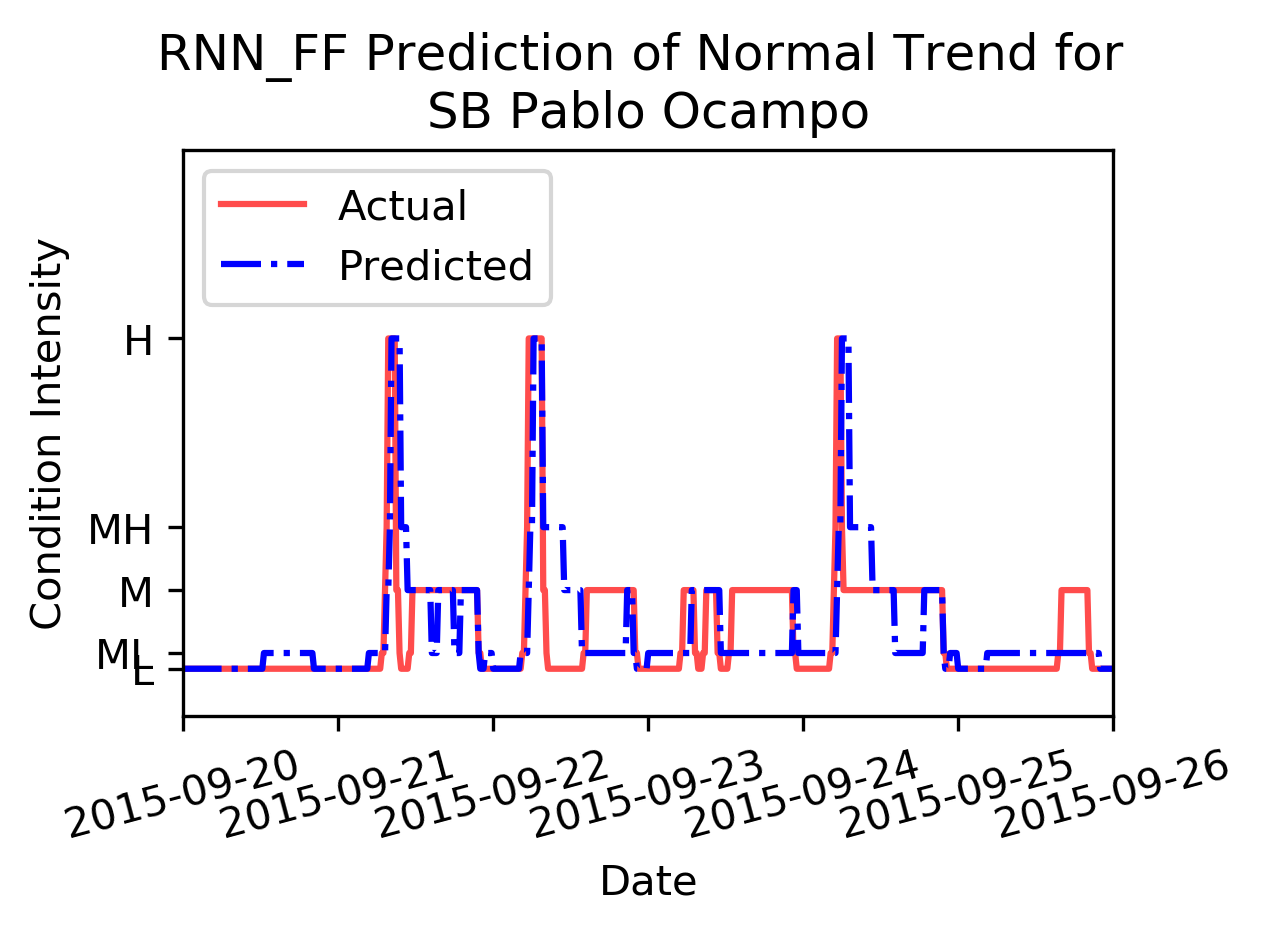 RNN_FF Prediction of Normal Trend for
SB Pablo Ocampo
Actual
Predicted
Condition Intensity
H
MH
M
ML
L
2015-09-20
2015-09-21
2015-09-22
2015-09-23
2015-09-24
2015-09-25
2015-09-26
Date